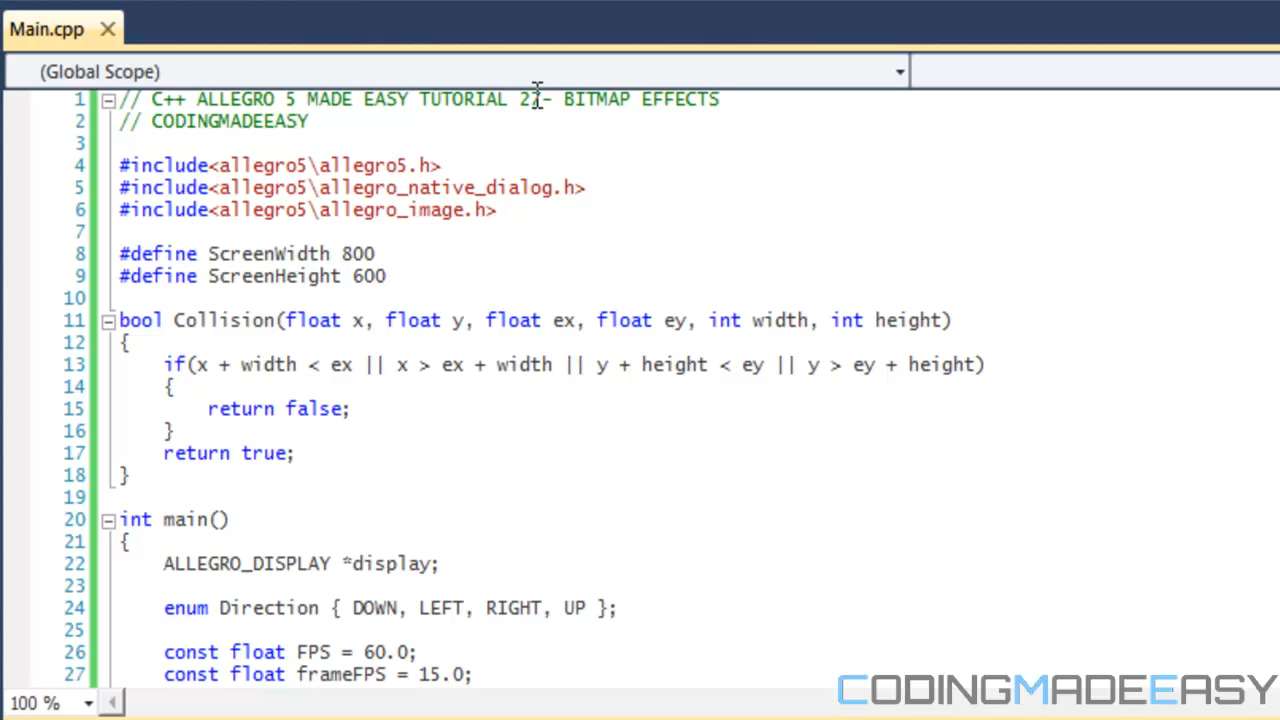 Main.cpp
(Global Scope)
1 // C++ ALLEGRO 5 MADE EASY TUTORIAL - BITMAP EFFECTS
2 // CODINGMADEEASY
3
4 #include<allegro5\allegro5.h>
5 #include<allegro5\allegro_native_dialog.h>
6 #include<allegro5\allegro_image.h>
7
8 #define ScreenWidth 800
9 #define ScreenHeight 600
10
11 bool Collision(float x, float y, float ex, float ey, int width, int height)
12 {
13 if(x + width < ex || x > ex + width || y + height < ey || y > ey + height)
14 {
15 return false;
16 }
17 return true;
18 }
19
20 int main()
21 {
22 ALLEGRO_DISPLAY *display;
23
24 enum Direction { DOWN, LEFT, RIGHT, UP };
25
26 const float FPS = 60.0;
27 const float frameFPS = 15.0;
100 %
CODINGMADEEASY